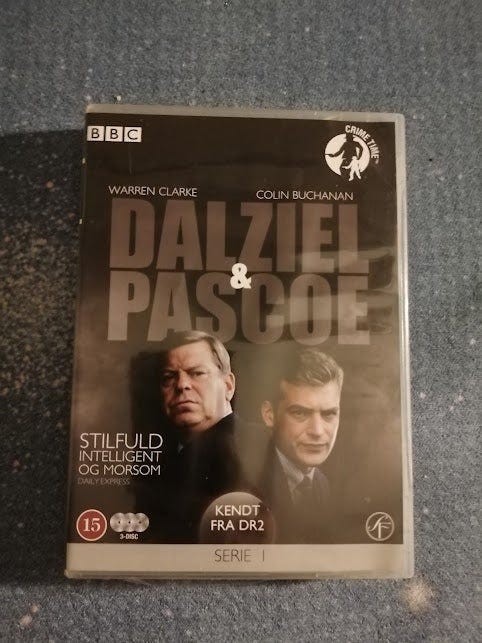 BBC
CRIME TIME
WARREN CLARKE COLIN BUCHANAN
DALZIEL
&
PASCOE
STILFULD
INTELLIGENT
OG MORSOM
DAILY EXPRESS
KENDT
FRA DR2
15
3-DISC
SF
SERIE 1